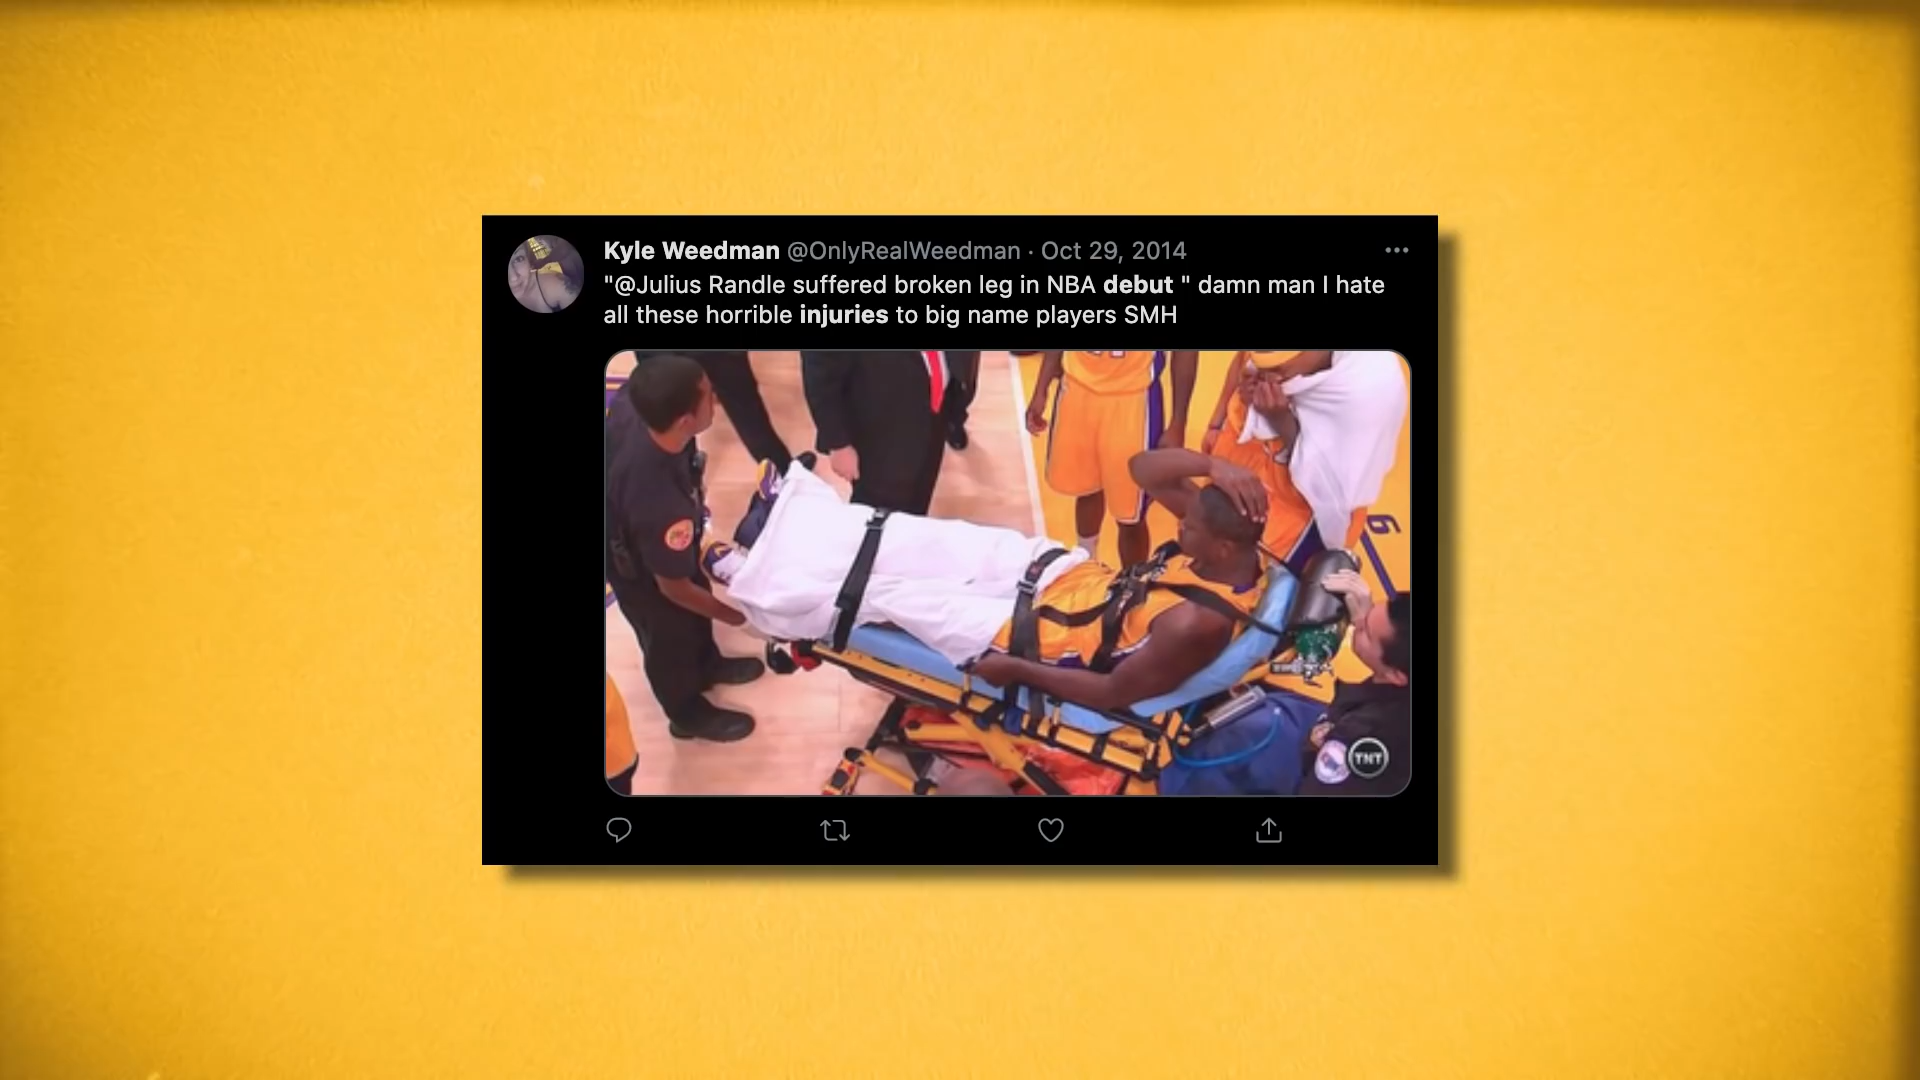 Kyle Weedman @OnlyRealWeedman · Oct 29, 2014
"@Julius Randle suffered broken leg in NBA debut " damn man I hate
all these horrible injuries to big name players SMH
6
TNT